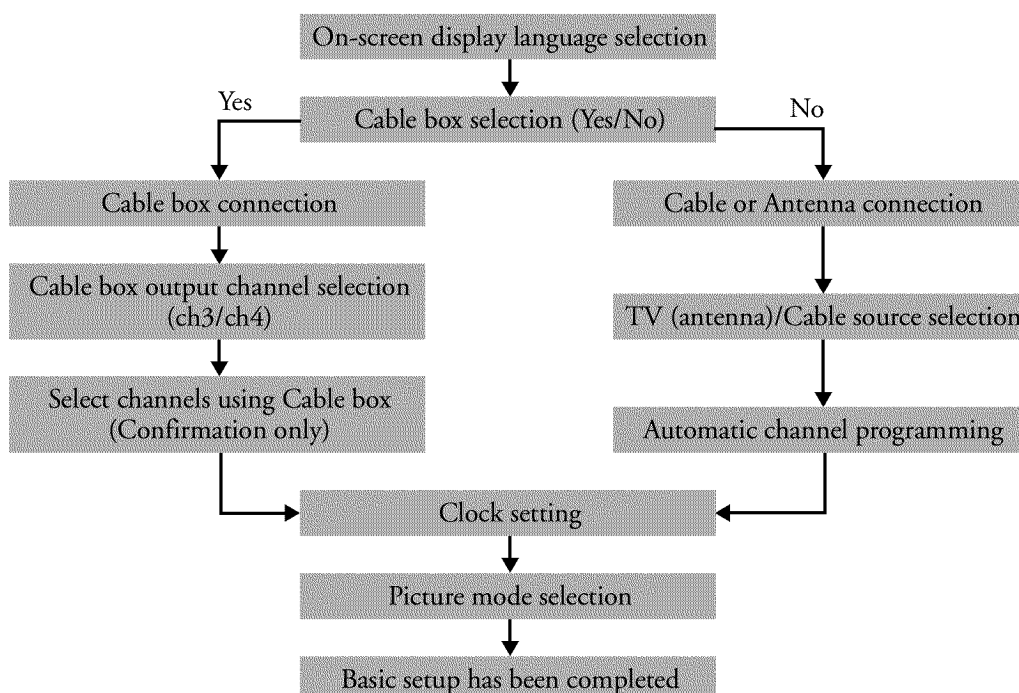 On-screen display language selection
Yes
Cable box selection (Yes/No)
No
Cable box connection
Cable or Antenna connection
Cable box output channel selection
(ch3/ch4)
TV (antenna)/Cable source selection
Select channels using Cable box
(Confirmation only)
Automatic channel programming
Clock setting
Picture mode selection
Basic setup has been completed